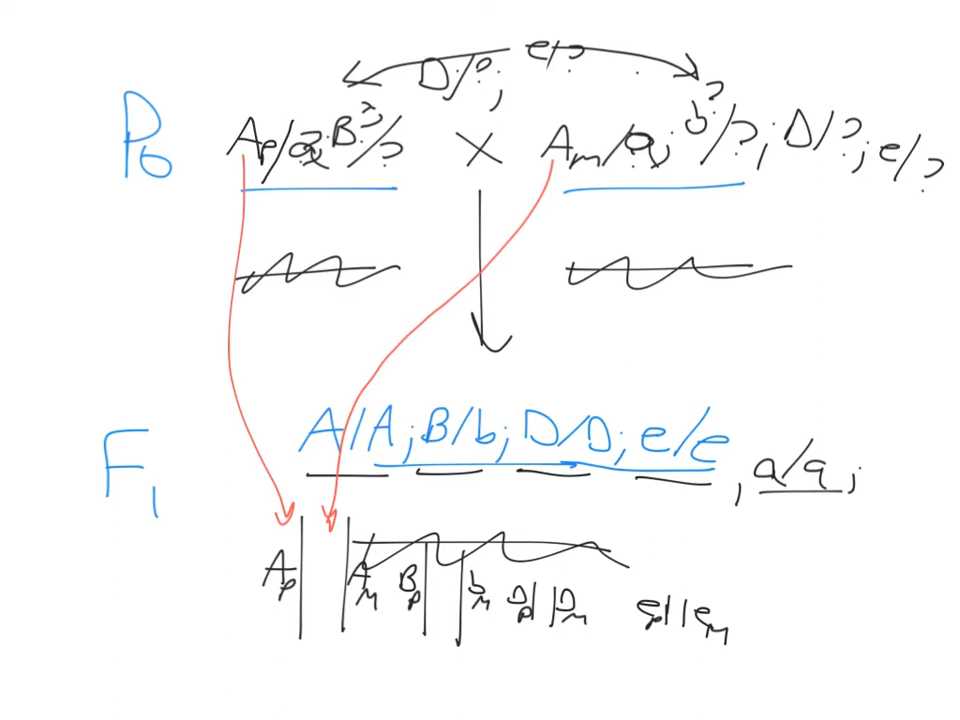 D/?; e/?
P₀ Aₚ/a; B?/? X Aₘ/a; b?/?; D/?; e/?
F₁ A/A; B/b; D/D; e/e, a/a;
Aₚ Aₘ Bₚ bₘ Dₚ Dₘ eₚ eₘ